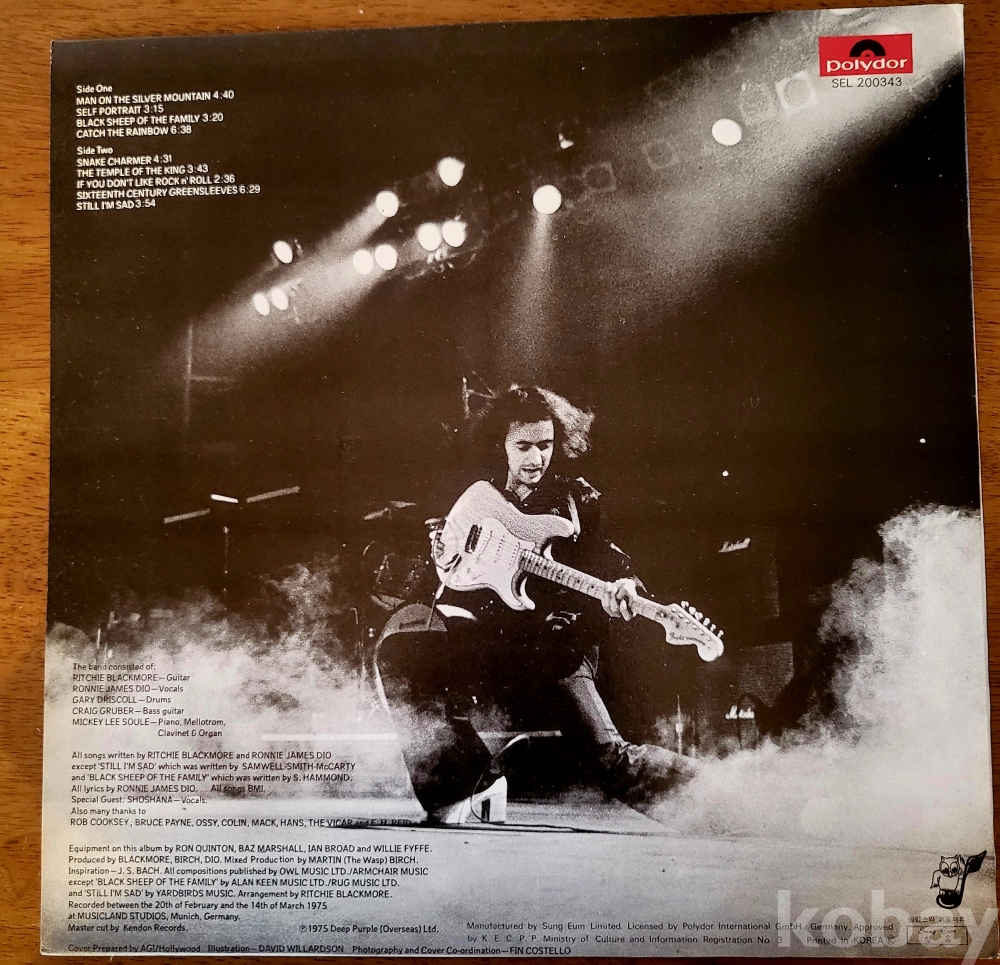 polydor
SEL 200343
Side One
MAN ON THE SILVER MOUNTAIN 4:40
SELF PORTRAIT 3:15
BLACK SHEEP OF THE FAMILY 3:20
CATCH THE RAINBOW 6:38
Side Two
SNAKE CHARMER 4:31
THE TEMPLE OF THE KING 3:43
IF YOU DON'T LIKE ROCK n' ROLL 2:36
SIXTEENTH CENTURY GREENSLEEVES 6:29
STILL I'M SAD 3:54
The band consisted of:
RITCHIE BLACKMORE—Guitar
RONNIE JAMES DIO—Vocals
GARY DRISCOLL—Drums
CRAIG GRUBER—Bass guitar
MICKEY LEE SOULE—Piano, Mellotrom,
Clavinet & Organ
All songs written by RITCHIE BLACKMORE and RONNIE JAMES DIO
except 'STILL I'M SAD' which was written by SAMWELL-SMITH-McCARTY
and 'BLACK SHEEP OF THE FAMILY' which was written by S. HAMMOND.
All lyrics by RONNIE JAMES DIO. All songs BMI.
Special Guest: SHOSHANA—Vocals.
Also many thanks to
ROB COOKSEY, BRUCE PAYNE, OSSY, COLIN, MACK, HANS, THE VICAR and E. H. REID
Equipment on this album by RON QUINTON, BAZ MARSHALL, IAN BROAD and WILLIE FYFFE.
Produced by BLACKMORE, BIRCH, DIO. Mixed Production by MARTIN (The Wasp) BIRCH.
Inspiration—J. S. BACH. All compositions published by OWL MUSIC LTD./ARMCHAIR MUSIC
except 'BLACK SHEEP OF THE FAMILY' by ALAN KEEN MUSIC LTD./RUG MUSIC LTD.
and 'STILL I'M SAD' by YARDBIRDS MUSIC. Arrangement by RITCHIE BLACKMORE.
Recorded between the 20th of February and the 14th of March 1975
at MUSICLAND STUDIOS, Munich, Germany.
Master cut by Kendon Records.
℗1975 Deep Purple (Overseas) Ltd.
Manufactured by Sung Eum Limited. Licensed by Polydor International GmbH, Germany. Approved
by K. E. C. P. P. Ministry of Culture and Information Registration No. 3 Printed in KOREA
Cover Prepared by AGI/Hollywood Illustration—DAVID WILLARDSON Photography and Cover Co-ordination—FIN COSTELLO
kobay